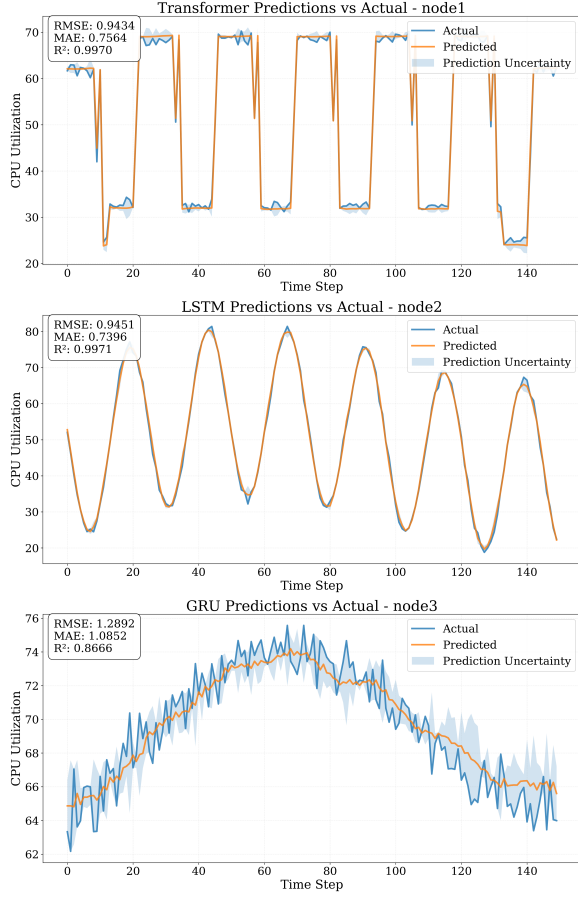 Transformer Predictions vs Actual - node1
RMSE: 0.9434
MAE: 0.7564
R²: 0.9970
Actual
Predicted
Prediction Uncertainty
CPU Utilization
70
60
50
40
30
20
0 20 40 60 80 100 120 140
Time Step
LSTM Predictions vs Actual - node2
RMSE: 0.9451
MAE: 0.7396
R²: 0.9971
Actual
Predicted
Prediction Uncertainty
CPU Utilization
80
70
60
50
40
30
20
0 20 40 60 80 100 120 140
Time Step
GRU Predictions vs Actual - node3
RMSE: 1.2892
MAE: 1.0852
R²: 0.8666
Actual
Predicted
Prediction Uncertainty
CPU Utilization
76
74
72
70
68
66
64
62
0 20 40 60 80 100 120 140
Time Step